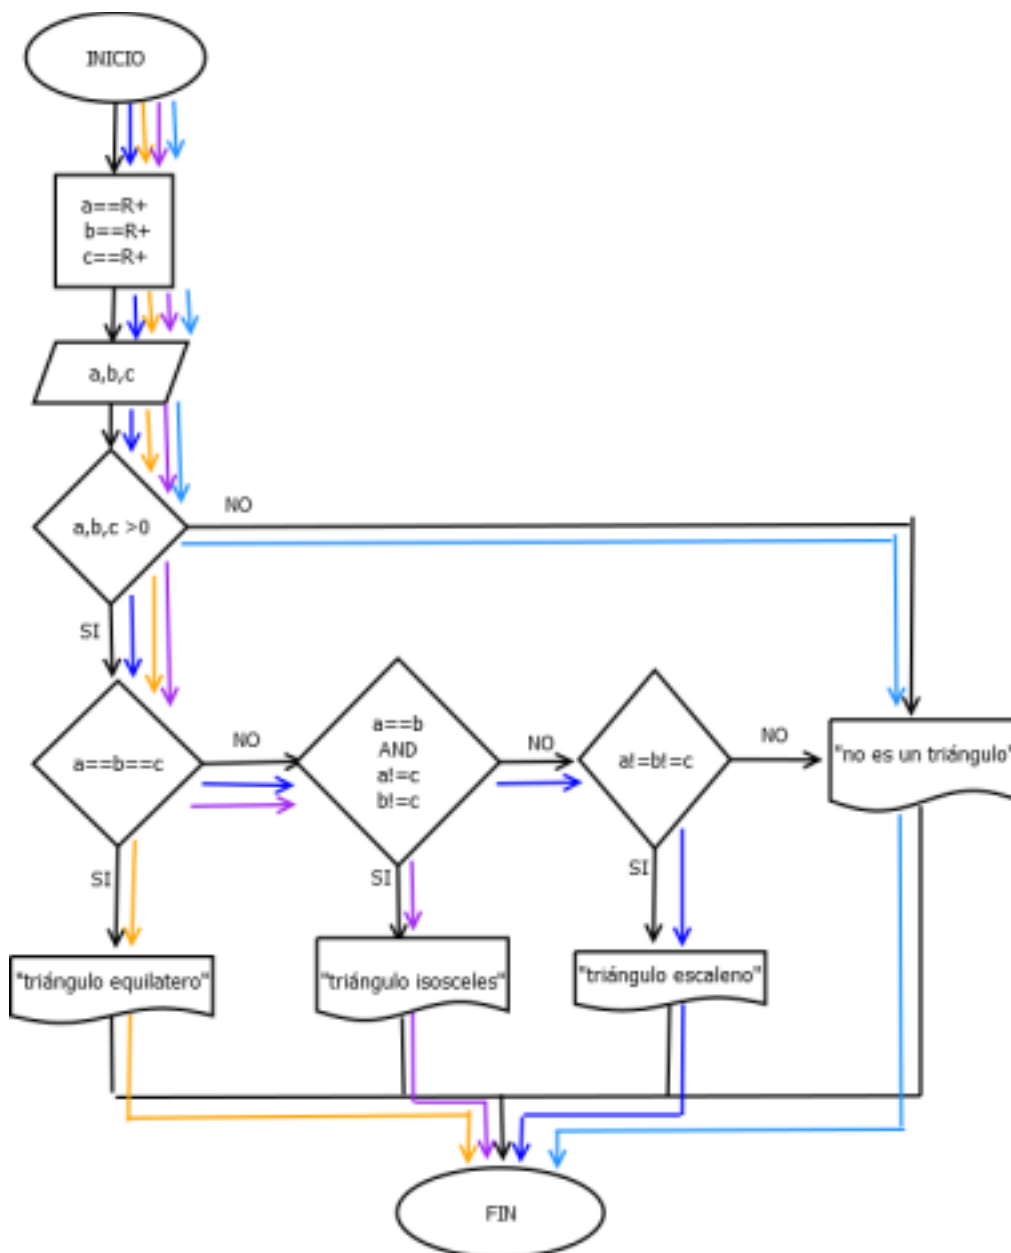 INICIO
a==R+
b==R+
c==R+
a,b,c
NO
a,b,c >0
SI
a==b==c
NO
a==b
AND
a!=c
b!=c
NO
a!=b!=c
NO
"no es un triángulo"
SI
SI
SI
"triángulo equilatero"
"triángulo isosceles"
"triángulo escaleno"
FIN